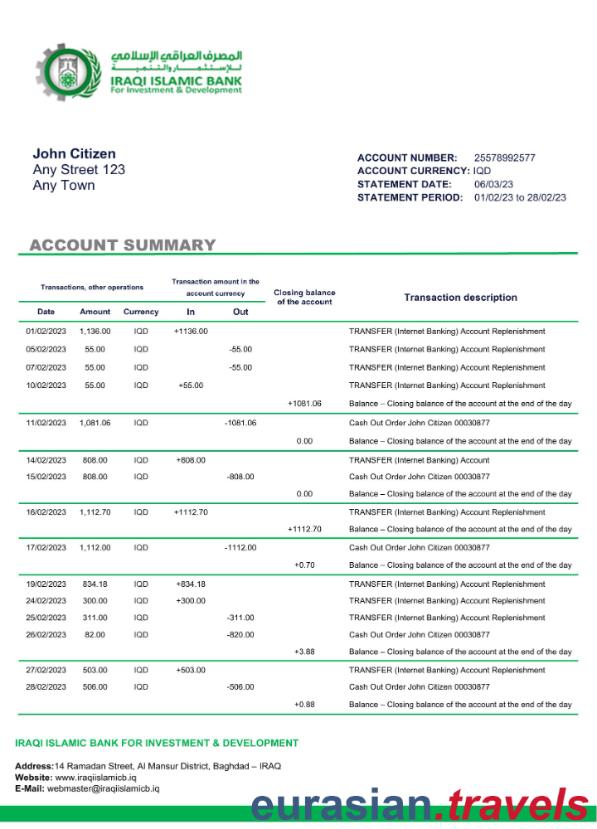 المصرف العراقي الإسلامي
للإستثمار والتنمية
IRAQI ISLAMIC BANK
For Investment & Development
John Citizen
Any Street 123
Any Town
ACCOUNT NUMBER: 25578992577
ACCOUNT CURRENCY: IQD
STATEMENT DATE: 06/03/23
STATEMENT PERIOD: 01/02/23 to 28/02/23
ACCOUNT SUMMARY
Transactions, other operations
Transaction amount in the
account currency
Closing balance
of the account
Transaction description
Date Amount Currency In Out
01/02/2023 1,136.00 IQD +1136.00 TRANSFER (Internet Banking) Account Replenishment
05/02/2023 55.00 IQD -55.00 TRANSFER (Internet Banking) Account Replenishment
07/02/2023 55.00 IQD -55.00 TRANSFER (Internet Banking) Account Replenishment
10/02/2023 55.00 IQD +55.00 TRANSFER (Internet Banking) Account Replenishment
+1081.06 Balance – Closing balance of the account at the end of the day
11/02/2023 1,081.06 IQD -1081.06 Cash Out Order John Citizen 00030877
0.00 Balance – Closing balance of the account at the end of the day
14/02/2023 808.00 IQD +808.00 TRANSFER (Internet Banking) Account
15/02/2023 808.00 IQD -808.00 Cash Out Order John Citizen 00030877
0.00 Balance – Closing balance of the account at the end of the day
16/02/2023 1,112.70 IQD +1112.70 TRANSFER (Internet Banking) Account Replenishment
+1112.70 Balance – Closing balance of the account at the end of the day
17/02/2023 1,112.00 IQD -1112.00 Cash Out Order John Citizen 00030877
+0.70 Balance – Closing balance of the account at the end of the day
19/02/2023 834.18 IQD +834.18 TRANSFER (Internet Banking) Account Replenishment
24/02/2023 300.00 IQD +300.00 TRANSFER (Internet Banking) Account Replenishment
25/02/2023 311.00 IQD -311.00 TRANSFER (Internet Banking) Account Replenishment
26/02/2023 82.00 IQD -820.00 Cash Out Order John Citizen 00030877
+3.88 Balance – Closing balance of the account at the end of the day
27/02/2023 503.00 IQD +503.00 TRANSFER (Internet Banking) Account Replenishment
28/02/2023 506.00 IQD -506.00 Cash Out Order John Citizen 00030877
+0.88 Balance – Closing balance of the account at the end of the day
IRAQI ISLAMIC BANK FOR INVESTMENT & DEVELOPMENT
Address:14 Ramadan Street, Al Mansur District, Baghdad – IRAQ
Website: www.iraqiislamicb.iq
E-Mail: webmaster@iraqiislamicb.iq
eurasian.travels